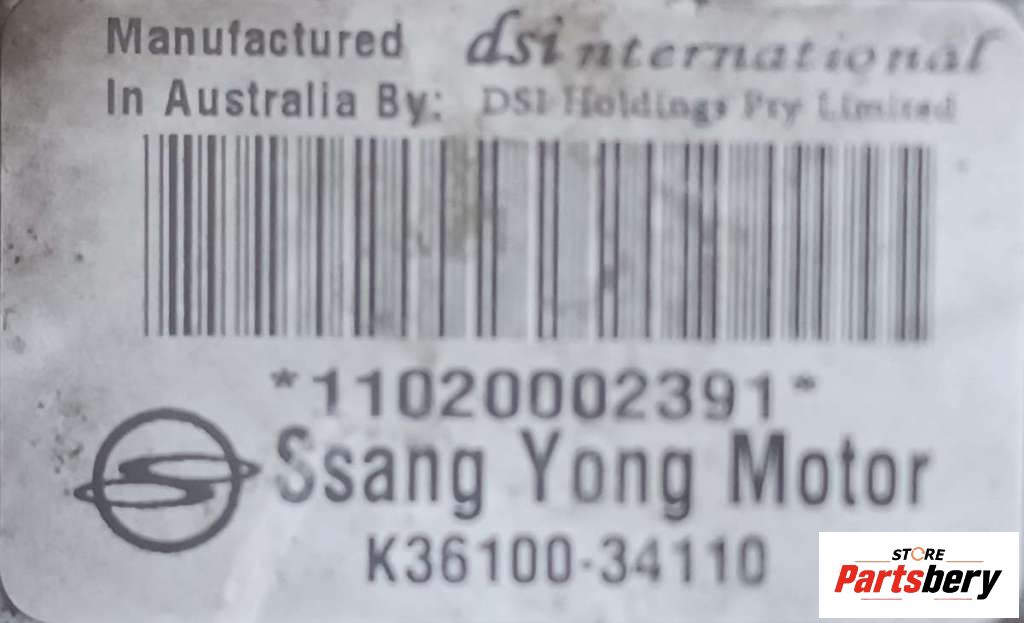 Manufactured dsinternational
In Australia By: DSI Holdings Pty Limited
*11020002391*
Ssang Yong Motor
K36100-34110
STORE
Partsbery